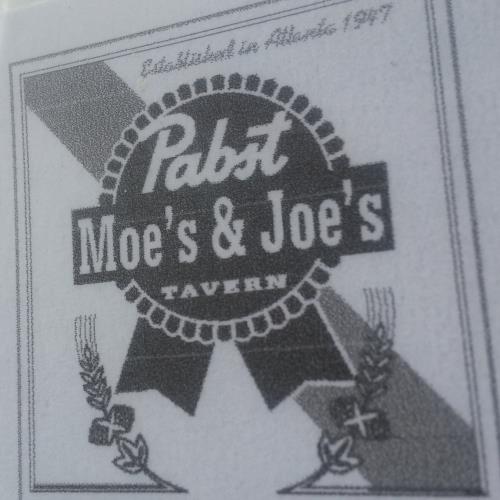 Established in Atlanta 1947
Pabst
Moe's & Joe's
TAVERN